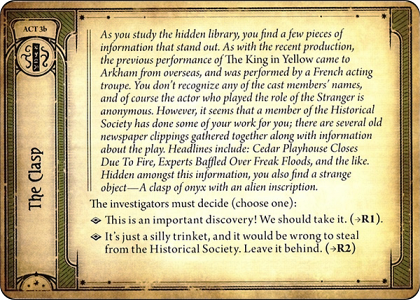 ACT 3b
The Clasp
As you study the hidden library, you find a few pieces of
information that stand out. As with the recent production,
the previous performance of The King in Yellow came to
Arkham from overseas, and was performed by a French acting
troupe. You don't recognize any of the cast members' names,
and of course the actor who played the role of the Stranger is
anonymous. However, it seems that a member of the Historical
Society has done some of your work for you; there are several old
newspaper clippings gathered together along with information
about the play. Headlines include: Cedar Playhouse Closes
Due To Fire, Experts Baffled Over Freak Floods, and the like.
Hidden amongst this information, you also find a strange
object—A clasp of onyx with an alien inscription.
The investigators must decide (choose one):
This is an important discovery! We should take it. (→R1).
It's just a silly trinket, and it would be wrong to steal
from the Historical Society. Leave it behind. (→R2)